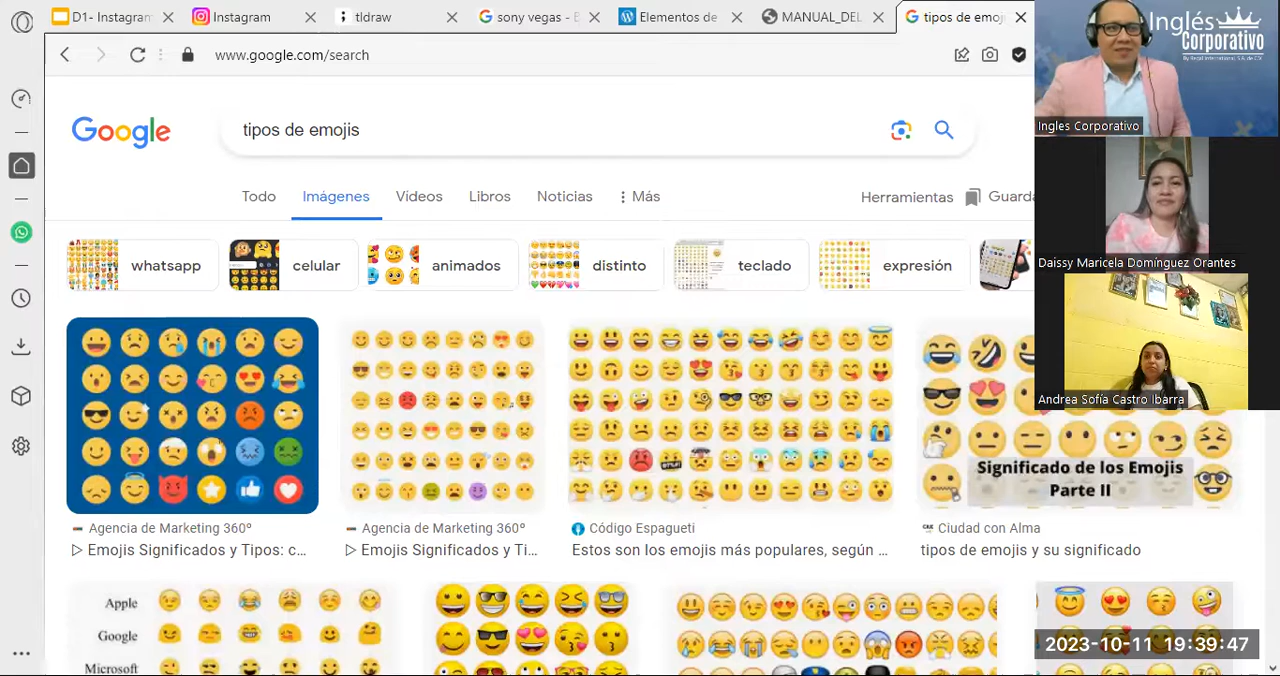 D1- Instagram
Instagram
tldraw
sony vegas - B
Elementos de
MANUAL_DEL
tipos de emoj
www.google.com/search
Google
tipos de emojis
Todo
Imágenes
Videos
Libros
Noticias
Más
Herramientas
Guarda
whatsapp
celular
animados
distinto
teclado
expresión
Significado de los Emojis
Parte II
Agencia de Marketing 360º
Emojis Significados y Tipos: c...
Agencia de Marketing 360º
Emojis Significados y Ti...
Código Espagueti
Estos son los emojis más populares, según ...
Ciudad con Alma
tipos de emojis y su significado
Apple
Google
Microsoft
Inglés
Corporativo
Ingles Corporativo
Daissy Maricela Domínguez Orantes
Andrea Sofía Castro Ibarra
2023-10-11 19:39:47